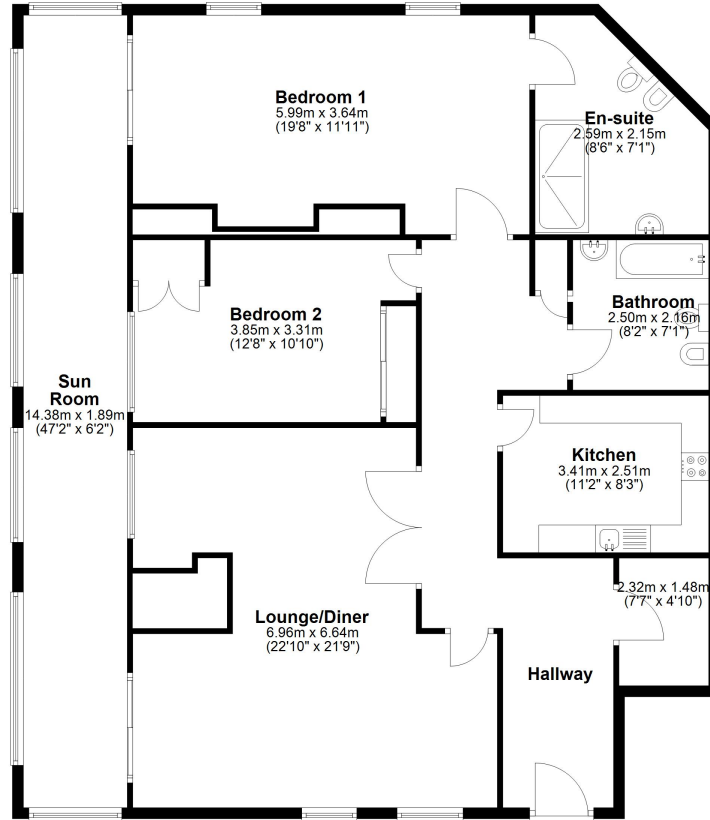 Bedroom 1
5.99m x 3.64m
(19'8" x 11'11")
En-suite
2.59m x 2.15m
(8'6" x 7'1")
Bedroom 2
3.85m x 3.31m
(12'8" x 10'10")
Bathroom
2.50m x 2.16m
(8'2" x 7'1")
Sun
Room
14.38m x 1.89m
(47'2" x 6'2")
Kitchen
3.41m x 2.51m
(11'2" x 8'3")
2.32m x 1.48m
(7'7" x 4'10")
Lounge/Diner
6.96m x 6.64m
(22'10" x 21'9")
Hallway